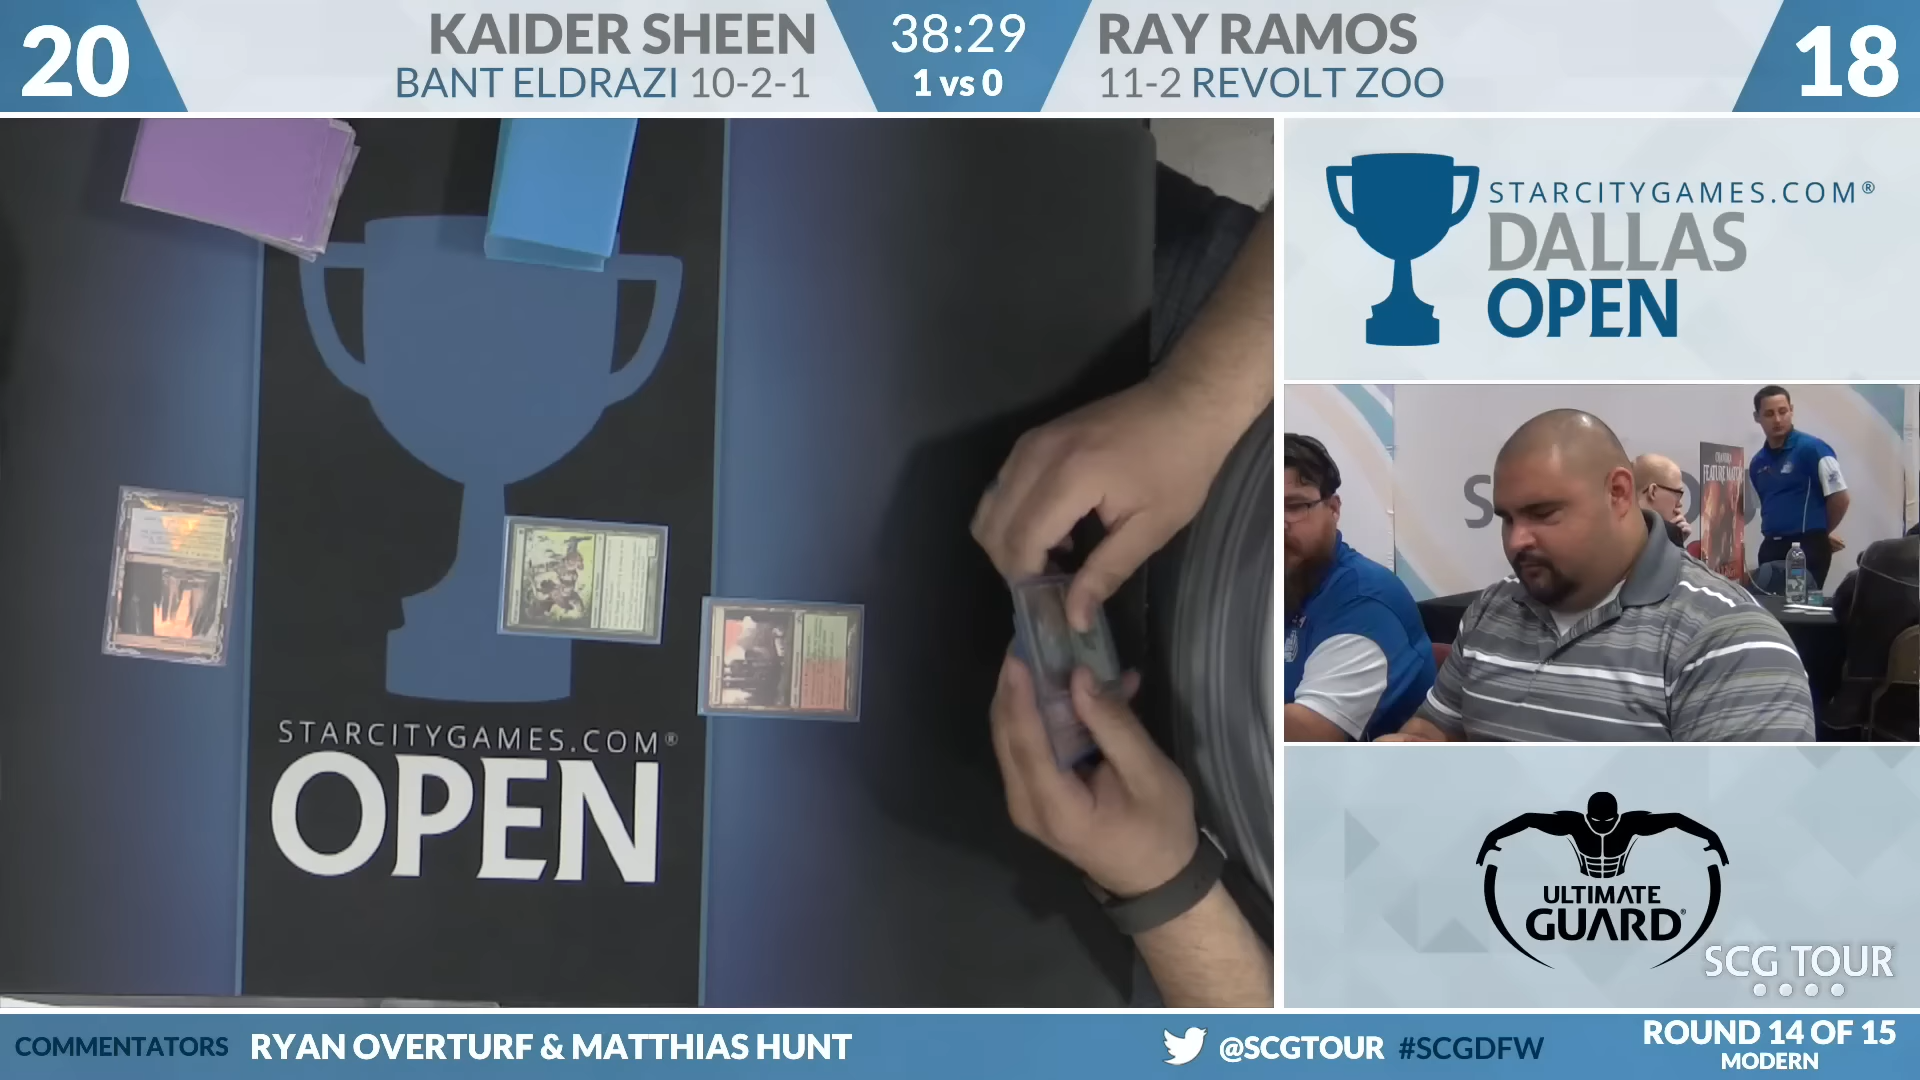 20
KAIDER SHEEN
BANT ELDRAZI 10-2-1
38:29
1 vs 0
RAY RAMOS
11-2 REVOLT ZOO
18
STARCITYGAMES.COM®
DALLAS
OPEN
STARCITYGAMES.COM®
OPEN
FEATURE MATCH
ULTIMATE
GUARD®
SCG TOUR
COMMENTATORS RYAN OVERTURF & MATTHIAS HUNT
@SCGTOUR #SCGDFW
ROUND 14 OF 15
MODERN